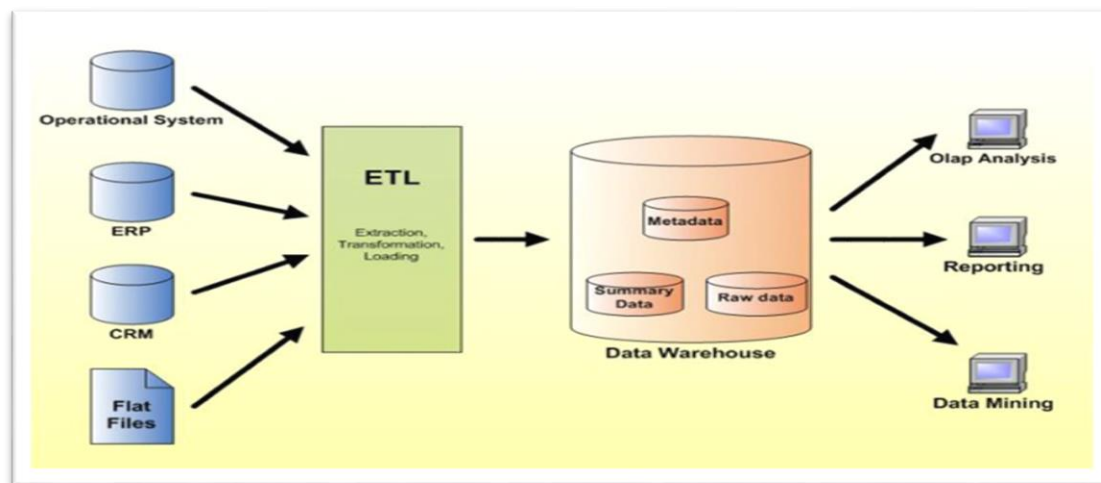 Operational System
ERP
CRM
Flat
Files
ETL
Extraction,
Transformation,
Loading
Metadata
Summary
Data
Raw data
Data Warehouse
Olap Analysis
Reporting
Data Mining